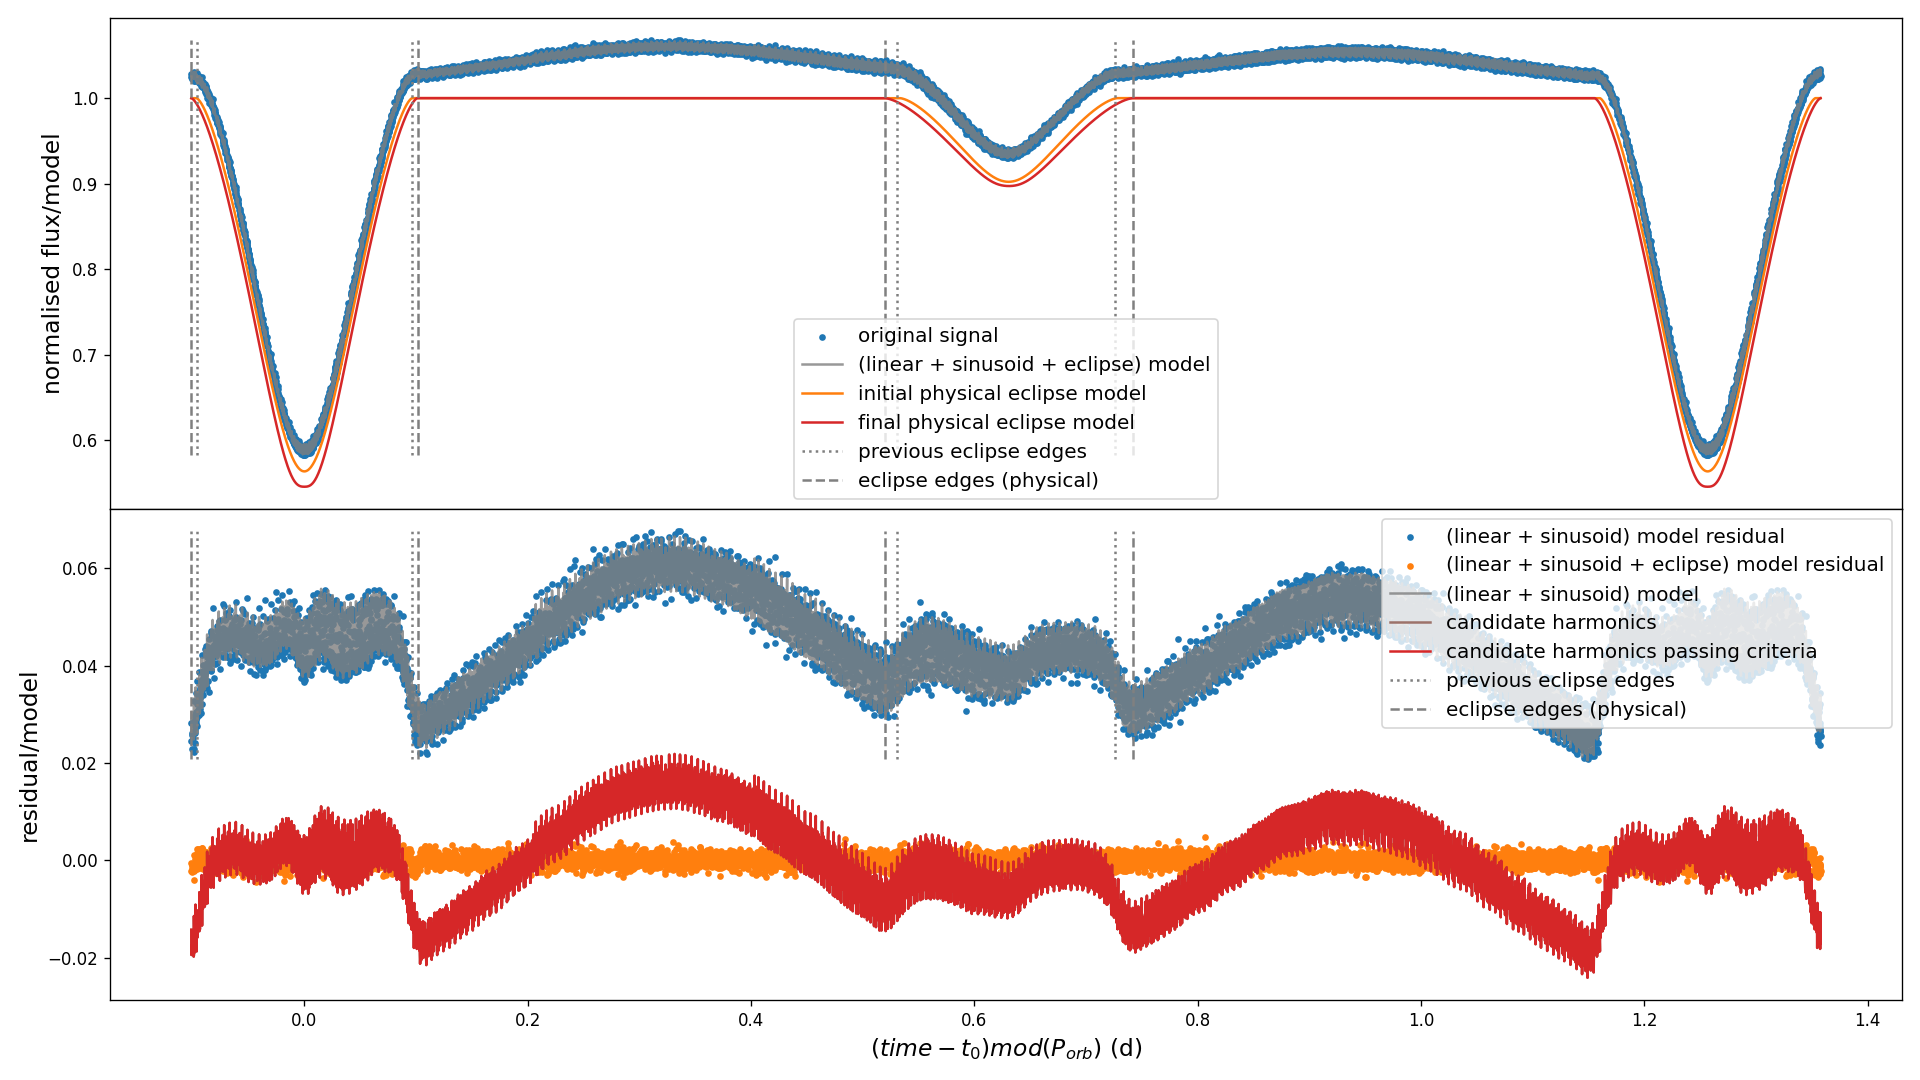 1.0
0.9
0.8
0.7
0.6
normalised flux/model
original signal
(linear + sinusoid + eclipse) model
initial physical eclipse model
final physical eclipse model
previous eclipse edges
eclipse edges (physical)
0.06
0.04
0.02
0.00
−0.02
residual/model
(linear + sinusoid) model residual
(linear + sinusoid + eclipse) model residual
(linear + sinusoid) model
candidate harmonics
candidate harmonics passing criteria
previous eclipse edges
eclipse edges (physical)
0.0 0.2 0.4 0.6 0.8 1.0 1.2 1.4
(time − t₀)mod(P_orb) (d)